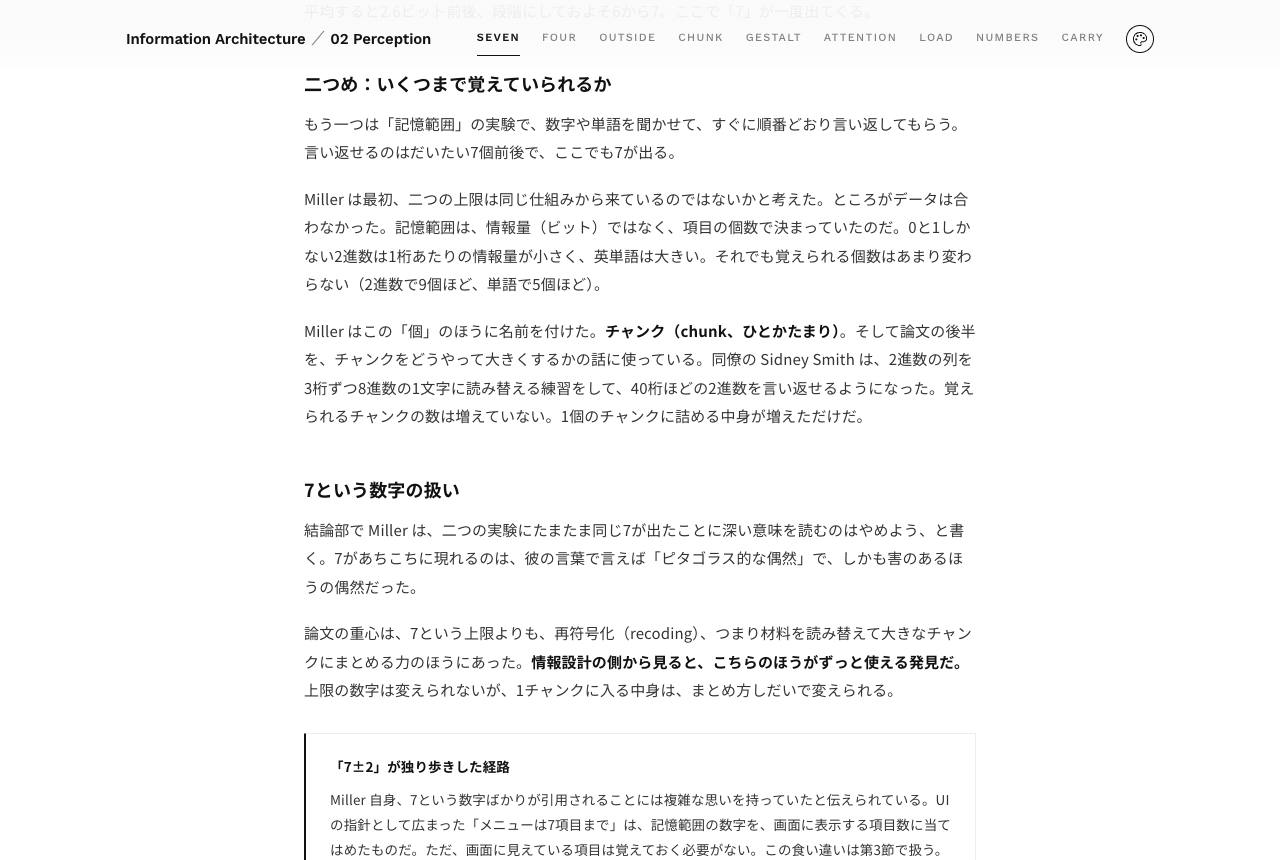 平均すると2.6ビット前後、段階にしておよそ6から7。ここで「7」が一度出てくる。
Information Architecture ／ 02 Perception
SEVEN FOUR OUTSIDE CHUNK GESTALT ATTENTION LOAD NUMBERS CARRY
二つめ：いくつまで覚えていられるか
もう一つは「記憶範囲」の実験で、数字や単語を聞かせて、すぐに順番どおり言い返してもらう。
言い返せるのはだいたい7個前後で、ここでも7が出る。
Miller は最初、二つの上限は同じ仕組みから来ているのではないかと考えた。ところがデータは合
わなかった。記憶範囲は、情報量（ビット）ではなく、項目の個数で決まっていたのだ。0と1しか
ない2進数は1桁あたりの情報量が小さく、英単語は大きい。それでも覚えられる個数はあまり変わ
らない（2進数で9個ほど、単語で5個ほど）。
Miller はこの「個」のほうに名前を付けた。チャンク（chunk、ひとかたまり）。そして論文の後半
を、チャンクをどうやって大きくするかの話に使っている。同僚の Sidney Smith は、2進数の列を
3桁ずつ8進数の1文字に読み替える練習をして、40桁ほどの2進数を言い返せるようになった。覚え
られるチャンクの数は増えていない。1個のチャンクに詰める中身が増えただけだ。
7という数字の扱い
結論部で Miller は、二つの実験にたまたま同じ7が出たことに深い意味を読むのはやめよう、と書
く。7があちこちに現れるのは、彼の言葉で言えば「ピタゴラス的な偶然」で、しかも害のあるほ
うの偶然だった。
論文の重心は、7という上限よりも、再符号化（recoding）、つまり材料を読み替えて大きなチャン
クにまとめる力のほうにあった。情報設計の側から見ると、こちらのほうがずっと使える発見だ。
上限の数字は変えられないが、1チャンクに入る中身は、まとめ方しだいで変えられる。
「7±2」が独り歩きした経路
Miller 自身、7という数字ばかりが引用されることには複雑な思いを持っていたと伝えられている。UI
の指針として広まった「メニューは7項目まで」は、記憶範囲の数字を、画面に表示する項目数に当て
はめたものだ。ただ、画面に見えている項目は覚えておく必要がない。この食い違いは第3節で扱う。